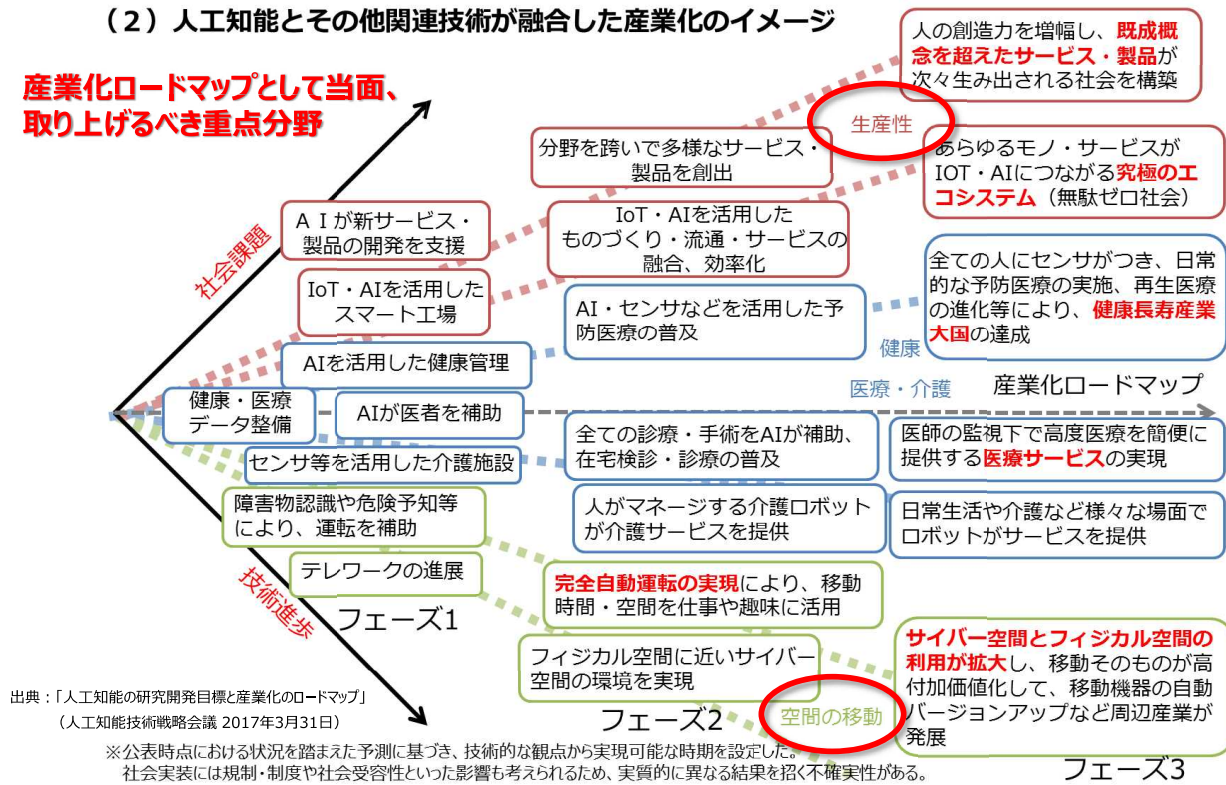 （２）人工知能とその他関連技術が融合した産業化のイメージ
産業化ロードマップとして当面、
取り上げるべき重点分野
人の創造力を増幅し、既成概
念を超えたサービス・製品が
次々生み出される社会を構築
生産性
分野を跨いで多様なサービス・
製品を創出
あらゆるモノ・サービスが
IOT・AIにつながる究極のエ
コシステム（無駄ゼロ社会）
社会課題
ＡＩが新サービス・
製品の開発を支援
IoT・AIを活用した
ものづくり・流通・サービスの
融合、効率化
IoT・AIを活用した
スマート工場
全ての人にセンサがつき、日常
的な予防医療の実施、再生医療
の進化等により、健康長寿産業
大国の達成
AI・センサなどを活用した予
防医療の普及
健康
AIを活用した健康管理
医療・介護
産業化ロードマップ
健康・医療
データ整備
AIが医者を補助
全ての診療・手術をAIが補助、
在宅検診・診療の普及
医師の監視下で高度医療を簡便に
提供する医療サービスの実現
センサ等を活用した介護施設
障害物認識や危険予知等
により、運転を補助
人がマネージする介護ロボット
が介護サービスを提供
日常生活や介護など様々な場面で
ロボットがサービスを提供
テレワークの進展
技術進歩
フェーズ1
完全自動運転の実現により、移動
時間・空間を仕事や趣味に活用
フィジカル空間に近いサイバー
空間の環境を実現
サイバー空間とフィジカル空間の
利用が拡大し、移動そのものが高
付加価値化して、移動機器の自動
バージョンアップなど周辺産業が
発展
フェーズ2
空間の移動
フェーズ3
出典：「人工知能の研究開発目標と産業化のロードマップ」
（人工知能技術戦略会議 2017年3月31日）
※公表時点における状況を踏まえた予測に基づき、技術的な観点から実現可能な時期を設定した。
社会実装には規制・制度や社会受容性といった影響も考えられるため、実質的に異なる結果を招く不確実性がある。